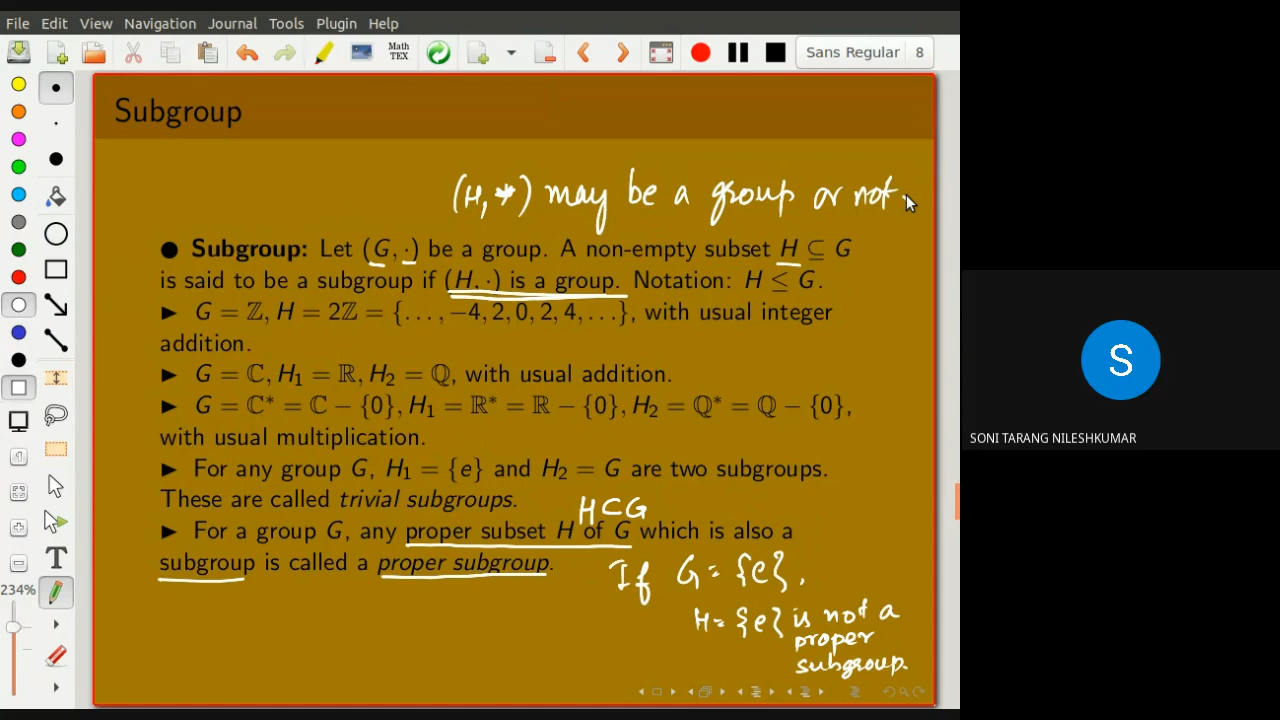 File Edit View Navigation Journal Tools Plugin Help
Math TEX Sans Regular 8
Subgroup
(H, *) may be a group or not.
● Subgroup: Let (G, ·) be a group. A non-empty subset H ⊆ G
is said to be a subgroup if (H, ·) is a group. Notation: H ≤ G.
► G = ℤ, H = 2ℤ = {. . . , −4, 2, 0, 2, 4, . . .}, with usual integer
addition.
► G = ℂ, H₁ = ℝ, H₂ = ℚ, with usual addition.
► G = ℂ* = ℂ − {0}, H₁ = ℝ* = ℝ − {0}, H₂ = ℚ* = ℚ − {0},
with usual multiplication.
► For any group G, H₁ = {e} and H₂ = G are two subgroups.
These are called trivial subgroups.
H⊂G
► For a group G, any proper subset H of G which is also a
subgroup is called a proper subgroup.
If G = {e},
H = {e} is not a
proper
subgroup.
234%
S
SONI TARANG NILESHKUMAR